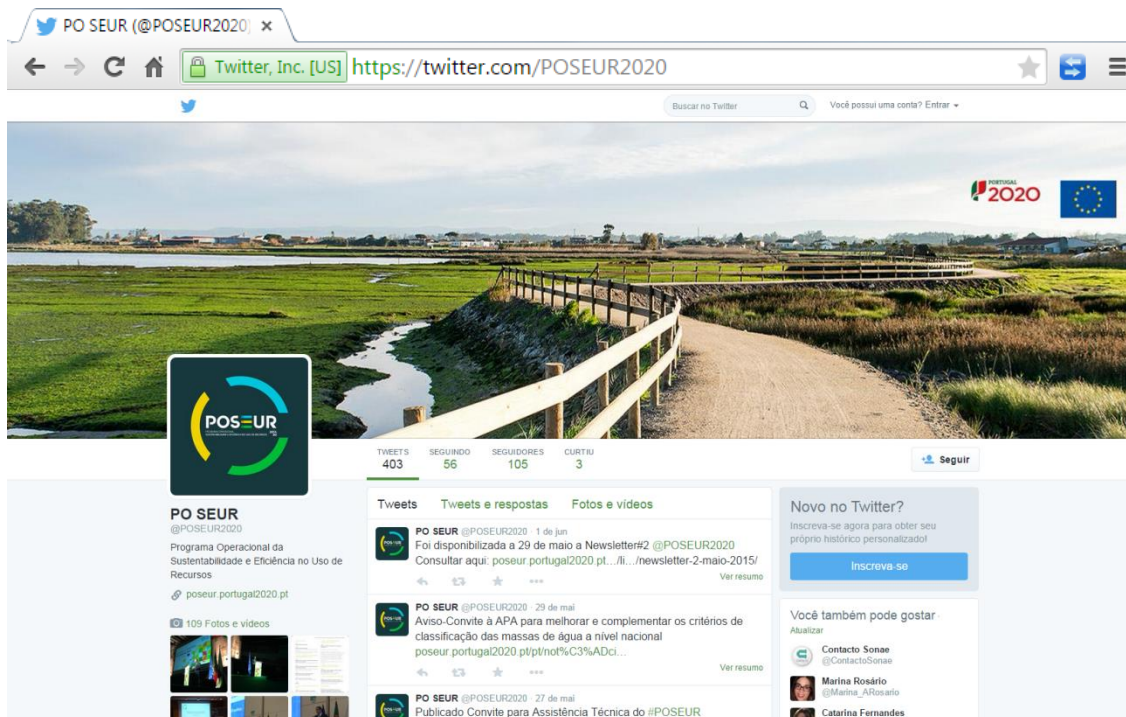 PO SEUR (@POSEUR2020)
Twitter, Inc. [US] https://twitter.com/POSEUR2020
Buscar no Twitter
Você possui uma conta? Entrar
PORTUGAL
2020
POSEUR
TWEETS SEGUINDO SEGUIDORES CURTIU
403 56 105 3
Seguir
PO SEUR
@POSEUR2020
Programa Operacional da
Sustentabilidade e Eficiência no Uso de
Recursos
poseur.portugal2020.pt
109 Fotos e vídeos
Tweets Tweets e respostas Fotos e vídeos
PO SEUR @POSEUR2020 · 1 de jun
Foi disponibilizada a 29 de maio a Newsletter#2 @POSEUR2020
Consultar aqui: poseur.portugal2020.pt…/li…/newsletter-2-maio-2015/
Ver resumo
PO SEUR @POSEUR2020 · 29 de mai
Aviso-Convite à APA para melhorar e complementar os critérios de
classificação das massas de água a nível nacional
poseur.portugal2020.pt/pt/not%C3%ADci…
Ver resumo
PO SEUR @POSEUR2020 · 27 de mai
Publicado Convite para Assistência Técnica do #POSEUR
Novo no Twitter?
Inscreva-se agora para obter seu
próprio histórico personalizado!
Inscreva-se
Você também pode gostar ·
Atualizar
Contacto Sonae
@ContactoSonae
Marina Rosário
@Marina_ARosario
Catarina Fernandes